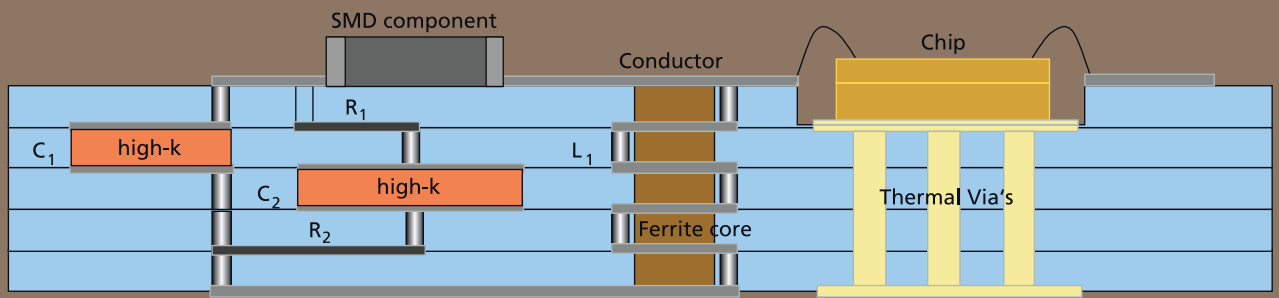 SMD component
Conductor
Chip
R1
C1
high-k
L1
C2
high-k
Thermal Via‘s
R2
Ferrite core